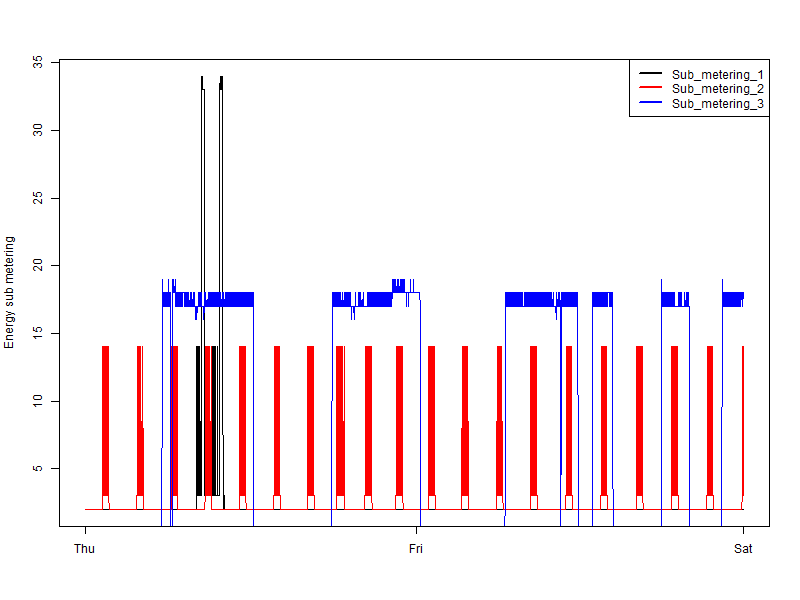 Energy sub metering
35
30
25
20
15
10
5
Sub_metering_1
Sub_metering_2
Sub_metering_3
Thu Fri Sat